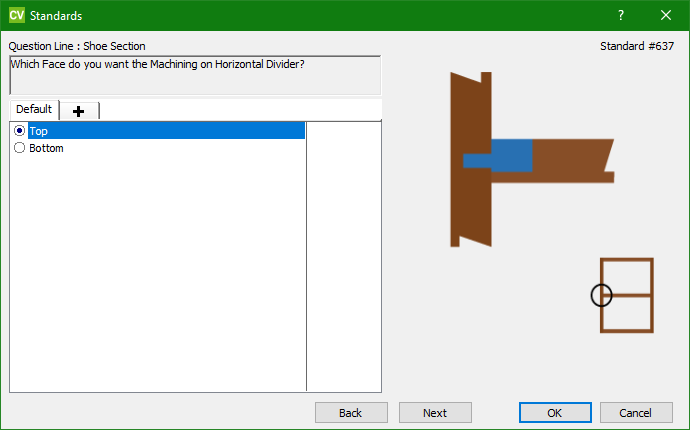 CV Standards ?
Question Line : Shoe Section
Standard #637
Which Face do you want the Machining on Horizontal Divider?
Default
Top
Bottom
Back Next OK Cancel